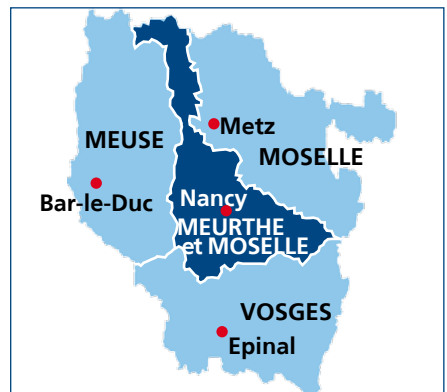 Metz
MEUSE
MOSELLE
Nancy
Bar-le-Duc
MEURTHE
et MOSELLE
VOSGES
Epinal